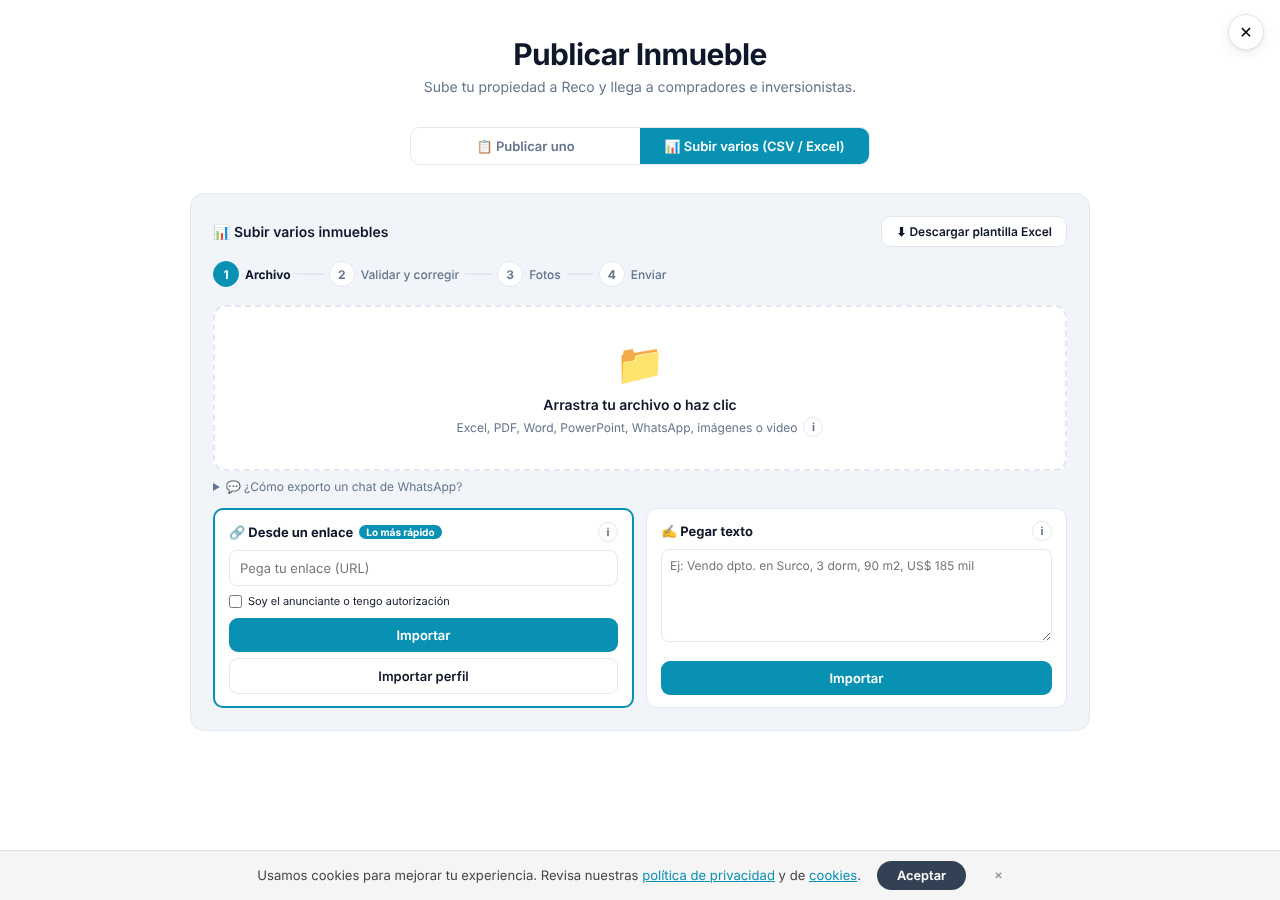 ✕
Publicar Inmueble
Sube tu propiedad a Reco y llega a compradores e inversionistas.
📋 Publicar uno
📊 Subir varios (CSV / Excel)
📊 Subir varios inmuebles
⬇ Descargar plantilla Excel
1 Archivo 2 Validar y corregir 3 Fotos 4 Enviar
Arrastra tu archivo o haz clic
Excel, PDF, Word, PowerPoint, WhatsApp, imágenes o video i
▶ 💬 ¿Cómo exporto un chat de WhatsApp?
🔗 Desde un enlace Lo más rápido i
Pega tu enlace (URL)
Soy el anunciante o tengo autorización
Importar
Importar perfil
✍️ Pegar texto i
Ej: Vendo dpto. en Surco, 3 dorm, 90 m2, US$ 185 mil
Importar
Usamos cookies para mejorar tu experiencia. Revisa nuestras política de privacidad y de cookies.
Aceptar
×